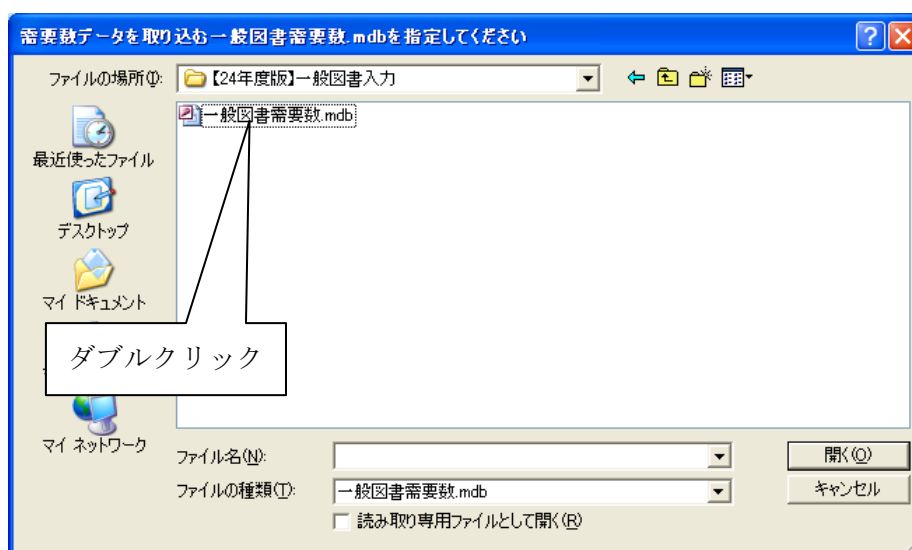 需要数データを取り込む一般図書需要数.mdbを指定してください
ファイルの場所(I):
【24年度版】一般図書入力
一般図書需要数.mdb
最近使ったファイル
デスクトップ
マイ ドキュメント
ダブルクリック
マイ ネットワーク
ファイル名(N):
開く(O)
ファイルの種類(T):
一般図書需要数.mdb
キャンセル
読み取り専用ファイルとして開く(R)